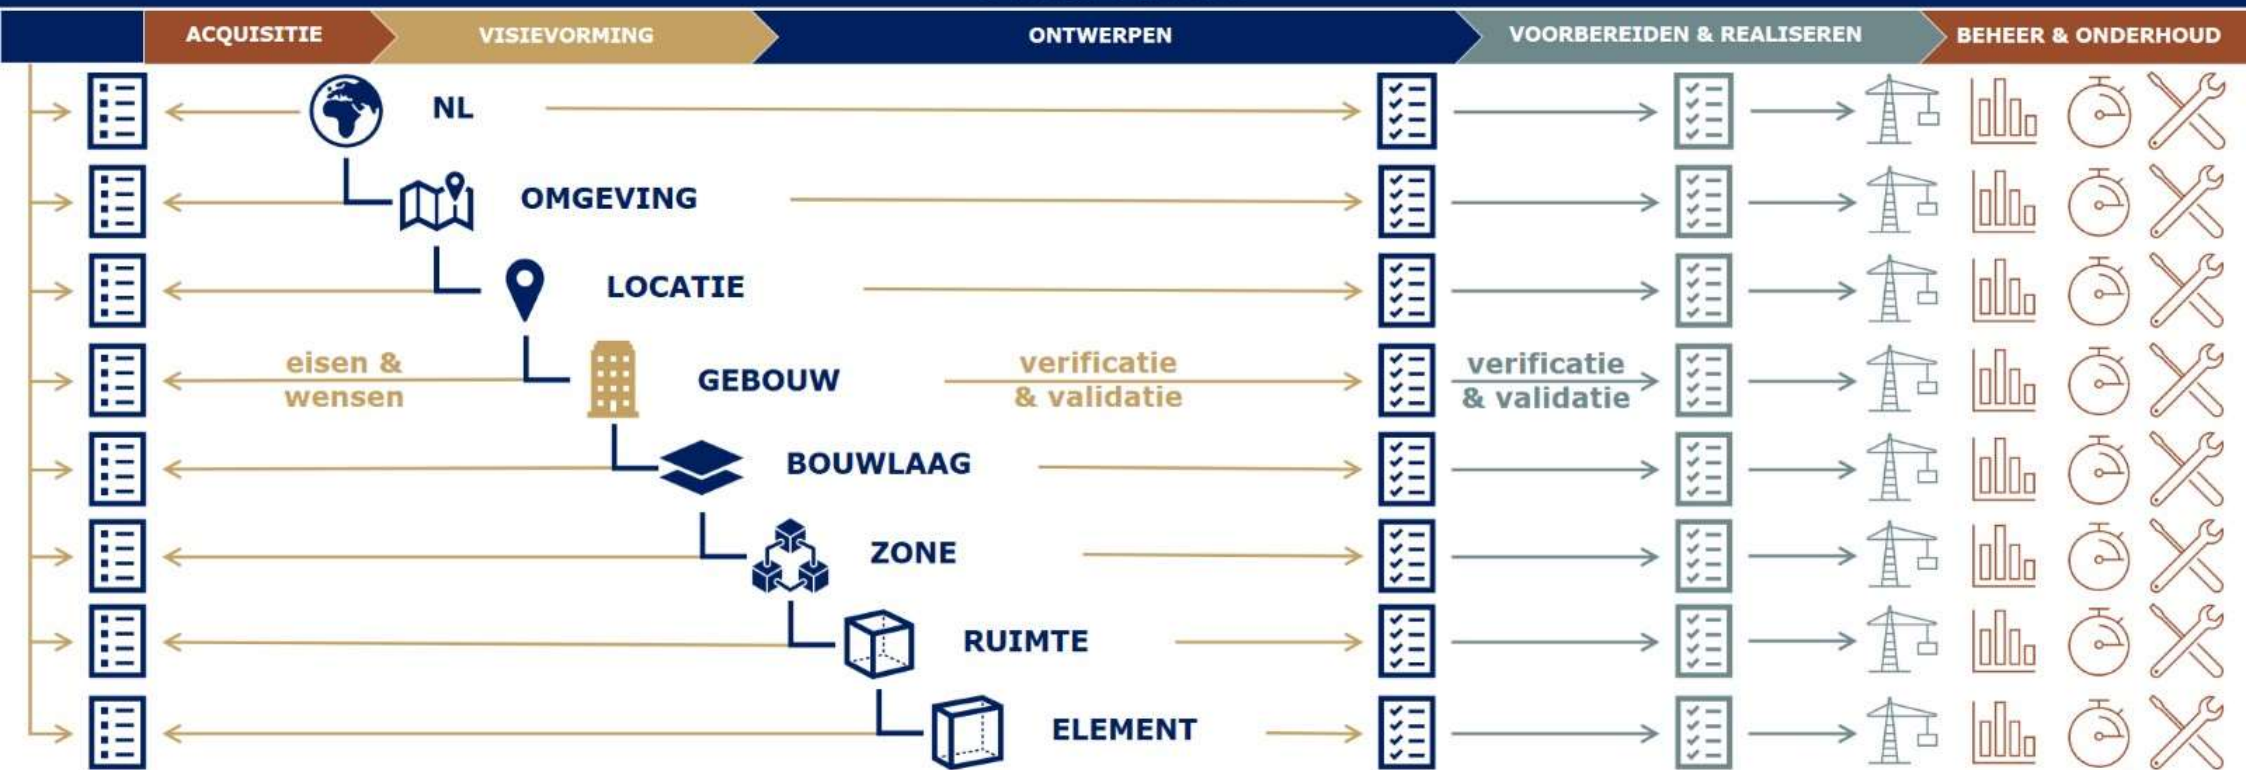 ACQUISITIE
VISIEVORMING
ONTWERPEN
VOORBEREIDEN & REALISEREN
BEHEER & ONDERHOUD
NL
OMGEVING
LOCATIE
eisen &
wensen
GEBOUW
verificatie
& validatie
verificatie
& validatie
BOUWLAAG
ZONE
RUIMTE
ELEMENT